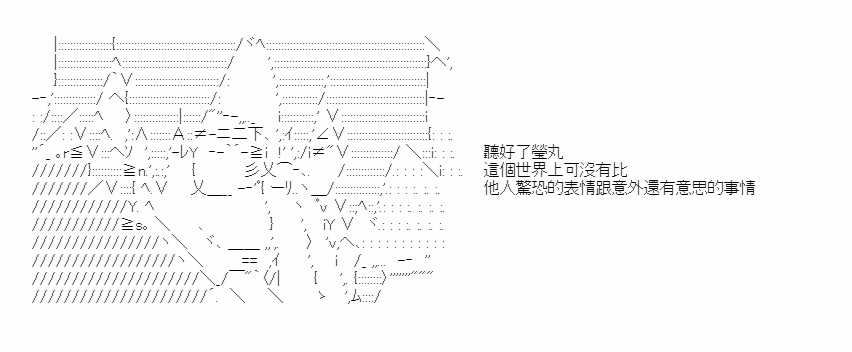 聽好了瑩丸
這個世界上可沒有比
他人驚恐的表情跟意外還有意思的事情